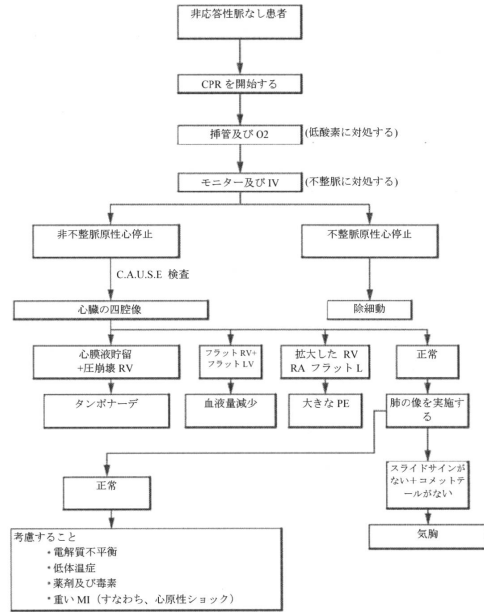 非応答性脈なし患者
CPR を開始する
挿管及び O2 (低酸素に対処する)
モニター及び IV (不整脈に対処する)
非不整脈原性心停止
不整脈原性心停止
C.A.U.S.E 検査
心臓の四腔像
除細動
心膜液貯留
+圧崩壊 RV
フラット RV+
フラット LV
拡大した RV
RA フラット L
正常
タンポナーデ
血液量減少
大きな PE
肺の像を実施す
る
正常
スライドサインが
ない＋コメットテ
ールがない
気胸
考慮すること
* 電解質不平衡
* 低体温症
* 薬剤及び毒素
* 重い MI（すなわち、心原性ショック）